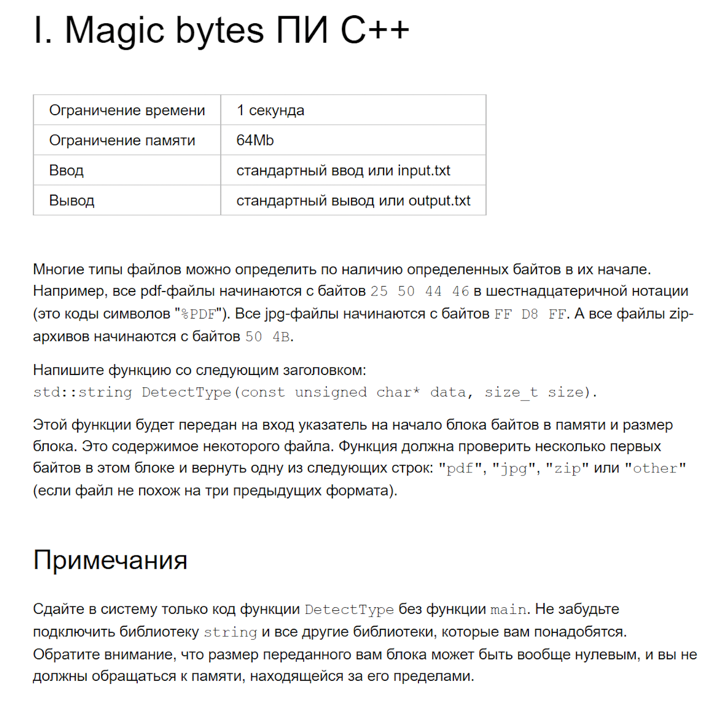 I. Magic bytes ПИ C++
Ограничение времени 1 секунда
Ограничение памяти 64Mb
Ввод стандартный ввод или input.txt
Вывод стандартный вывод или output.txt
Многие типы файлов можно определить по наличию определенных байтов в их начале.
Например, все pdf-файлы начинаются с байтов 25 50 44 46 в шестнадцатеричной нотации
(это коды символов "%PDF"). Все jpg-файлы начинаются с байтов FF D8 FF. А все файлы zip-
архивов начинаются с байтов 50 4B.
Напишите функцию со следующим заголовком:
std::string DetectType(const unsigned char* data, size_t size).
Этой функции будет передан на вход указатель на начало блока байтов в памяти и размер
блока. Это содержимое некоторого файла. Функция должна проверить несколько первых
байтов в этом блоке и вернуть одну из следующих строк: "pdf", "jpg", "zip" или "other"
(если файл не похож на три предыдущих формата).
Примечания
Сдайте в систему только код функции DetectType без функции main. Не забудьте
подключить библиотеку string и все другие библиотеки, которые вам понадобятся.
Обратите внимание, что размер переданного вам блока может быть вообще нулевым, и вы не
должны обращаться к памяти, находящейся за его пределами.